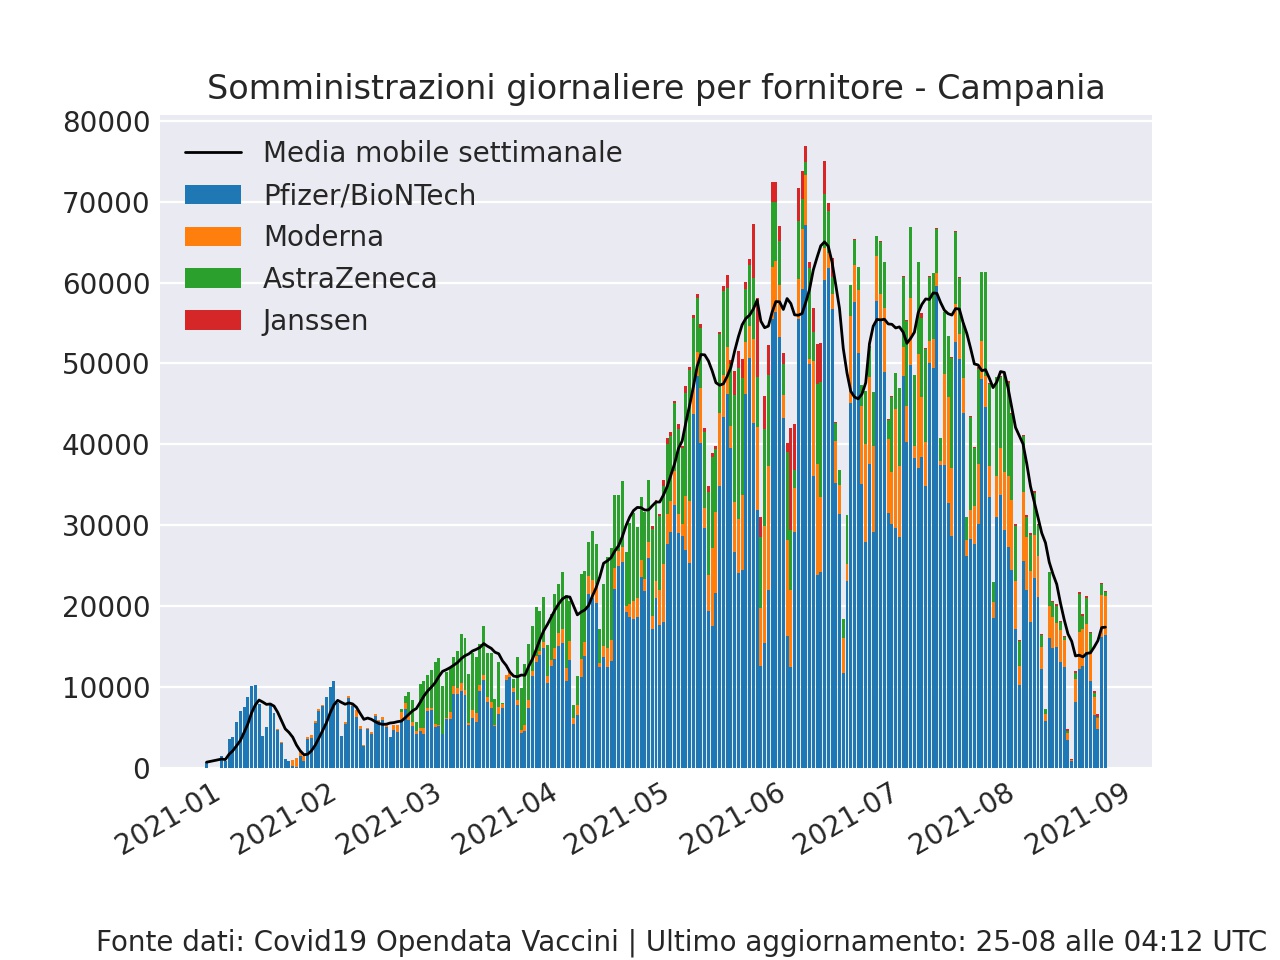 Somministrazioni giornaliere per fornitore - Campania
80000
70000
60000
50000
40000
30000
20000
10000
0
Media mobile settimanale
Pfizer/BioNTech
Moderna
AstraZeneca
Janssen
2021-01
2021-02
2021-03
2021-04
2021-05
2021-06
2021-07
2021-08
2021-09
Fonte dati: Covid19 Opendata Vaccini | Ultimo aggiornamento: 25-08 alle 04:12 UTC